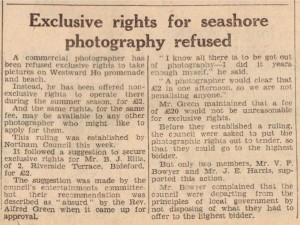 Exclusive rights for seashore
photography refused
A commercial photographer has
been refused exclusive rights to take
pictures on Westward Ho promenade
and beach.
Instead, he has been offered non-
exclusive rights to operate there
during the summer season, for £2.
And the same rights, for the same
fee, may be available to any other
photographer who might like to
apply for them.
This ruling was established by
Northam Council this week.
It followed a suggestion to secure
exclusive rights for Mr. B. J. Ellis,
of 2, Riverside Terrace, Bideford,
for £2.
The suggestion was made by the
council's entertainments committee
but their recommendation was
described as "absurd" by the Rev.
Alfred Green when it came up for
approval.
"I know all there is to be got out
of photography—I did it years
enough myself," he said.
"A photographer would clear that
£2 in one afternoon, so we are not
penalising anyone."
Mr. Green maintained that a fee
of £20 would not be unreasonable
for exclusive rights.
Before they established a ruling,
the council were asked to put the
photographic rights out to tender, so
that they could go to the highest
bidder.
But only two members, Mr. V. P.
Bowyer and Mr. J. E. Harris, sup-
ported this action.
Mr. Bowyer complained that the
council were departing from the
principles of local government by
not disposing of what they had to
offer to the highest bidder.